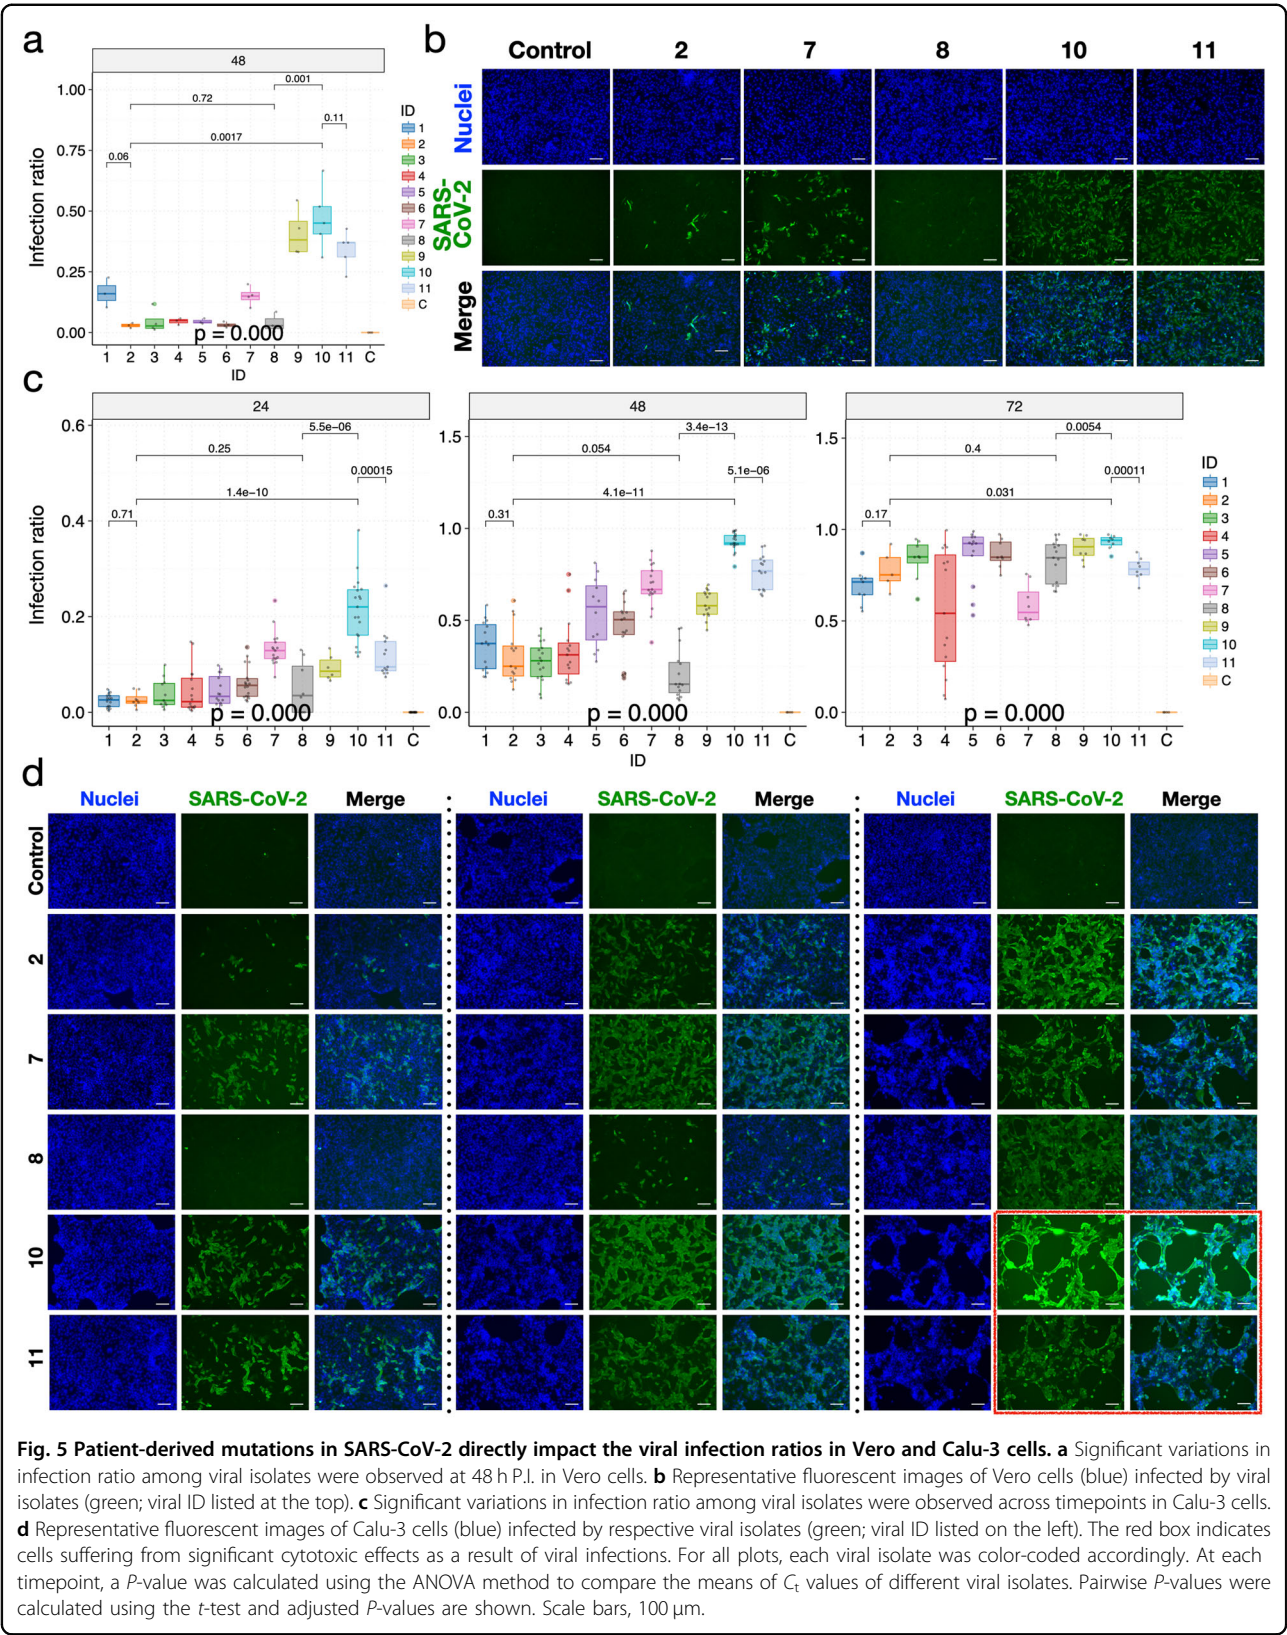 a
48
1.00
0.75
0.50
0.25
0.00
Infection ratio
0.001
0.72
0.11
0.0017
0.06
p = 0.000
1 2 3 4 5 6 7 8 9 10 11 C
ID
ID
1
2
3
4
5
6
7
8
9
10
11
C
b
Control 2 7 8 10 11
Nuclei
SARS-
CoV-2
Merge
c
24
0.6
0.4
0.2
0.0
Infection ratio
5.5e−06
0.25
0.00015
1.4e−10
0.71
p = 0.000
1 2 3 4 5 6 7 8 9 10 11 C
48
1.5
1.0
0.5
0.0
3.4e−13
0.054
5.1e−06
4.1e−11
0.31
p = 0.000
1 2 3 4 5 6 7 8 9 10 11 C
ID
72
1.5
1.0
0.5
0.0
0.0054
0.4
0.00011
0.031
0.17
p = 0.000
1 2 3 4 5 6 7 8 9 10 11 C
ID
1
2
3
4
5
6
7
8
9
10
11
C
d
Nuclei SARS-CoV-2 Merge Nuclei SARS-CoV-2 Merge Nuclei SARS-CoV-2 Merge
Control
2
7
8
10
11
Fig. 5 Patient-derived mutations in SARS-CoV-2 directly impact the viral infection ratios in Vero and Calu-3 cells. a Significant variations in
infection ratio among viral isolates were observed at 48 h P.I. in Vero cells. b Representative fluorescent images of Vero cells (blue) infected by viral
isolates (green; viral ID listed at the top). c Significant variations in infection ratio among viral isolates were observed across timepoints in Calu-3 cells.
d Representative fluorescent images of Calu-3 cells (blue) infected by respective viral isolates (green; viral ID listed on the left). The red box indicates
cells suffering from significant cytotoxic effects as a result of viral infections. For all plots, each viral isolate was color-coded accordingly. At each
timepoint, a P-value was calculated using the ANOVA method to compare the means of Ct values of different viral isolates. Pairwise P-values were
calculated using the t-test and adjusted P-values are shown. Scale bars, 100 μm.